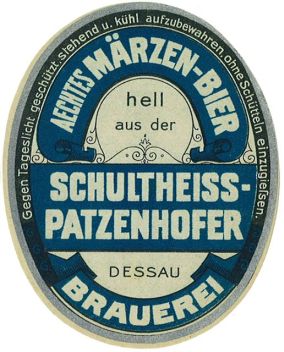 Gegen Tageslicht geschützt, stehend u. kühl aufzubewahren, ohne Schütteln einzugießen.
AECHTES MÄRZEN-BIER
hell
aus der
SCHULTHEISS-
PATZENHOFER
DESSAU
BRAUEREI